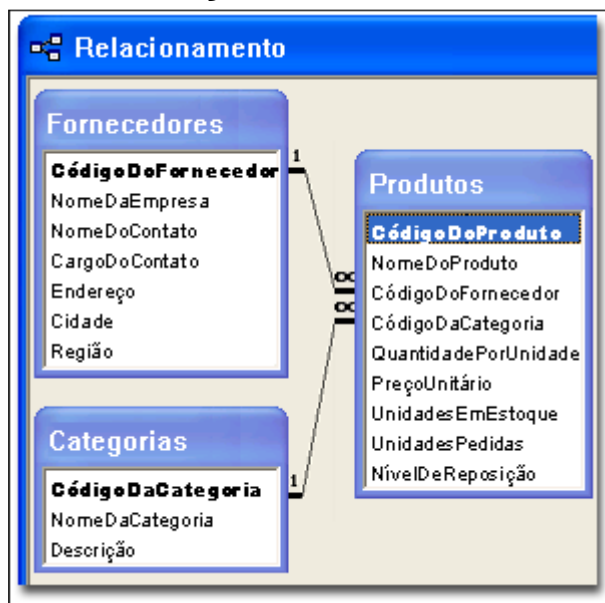 Relacionamento
Fornecedores
CódigoDoFornecedor
NomeDaEmpresa
NomeDoContato
CargoDoContato
Endereço
Cidade
Região
1
∞
∞
Produtos
CódigoDoProduto
NomeDoProduto
CódigoDoFornecedor
CódigoDaCategoria
QuantidadePorUnidade
PreçoUnitário
UnidadesEmEstoque
UnidadesPedidas
NívelDeReposição
Categorias
CódigoDaCategoria
NomeDaCategoria
Descrição
1